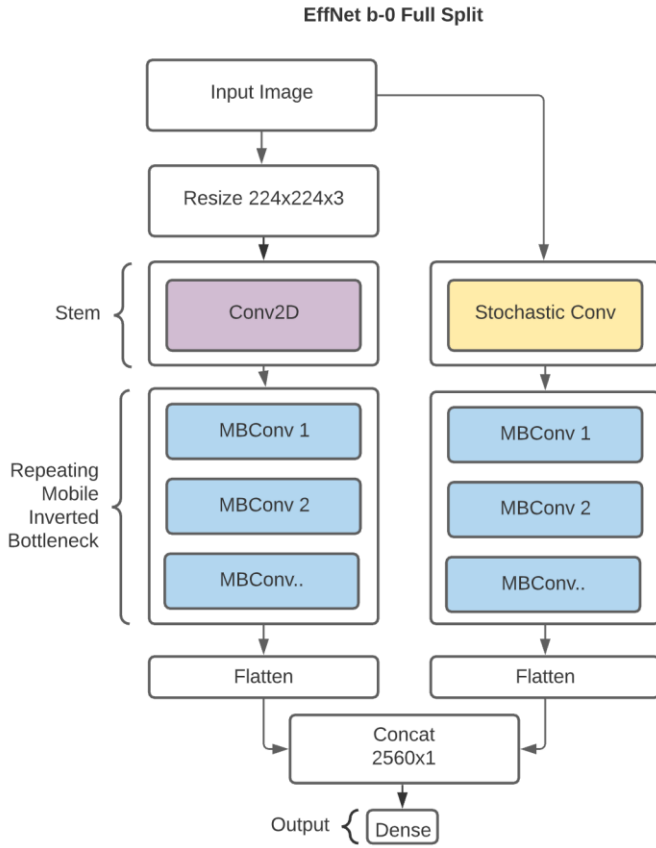 EffNet b-0 Full Split
Input Image
Resize 224x224x3
Stem
Conv2D
Stochastic Conv
Repeating
Mobile
Inverted
Bottleneck
MBConv 1
MBConv 2
MBConv..
MBConv 1
MBConv 2
MBConv..
Flatten
Flatten
Concat
2560x1
Output
Dense